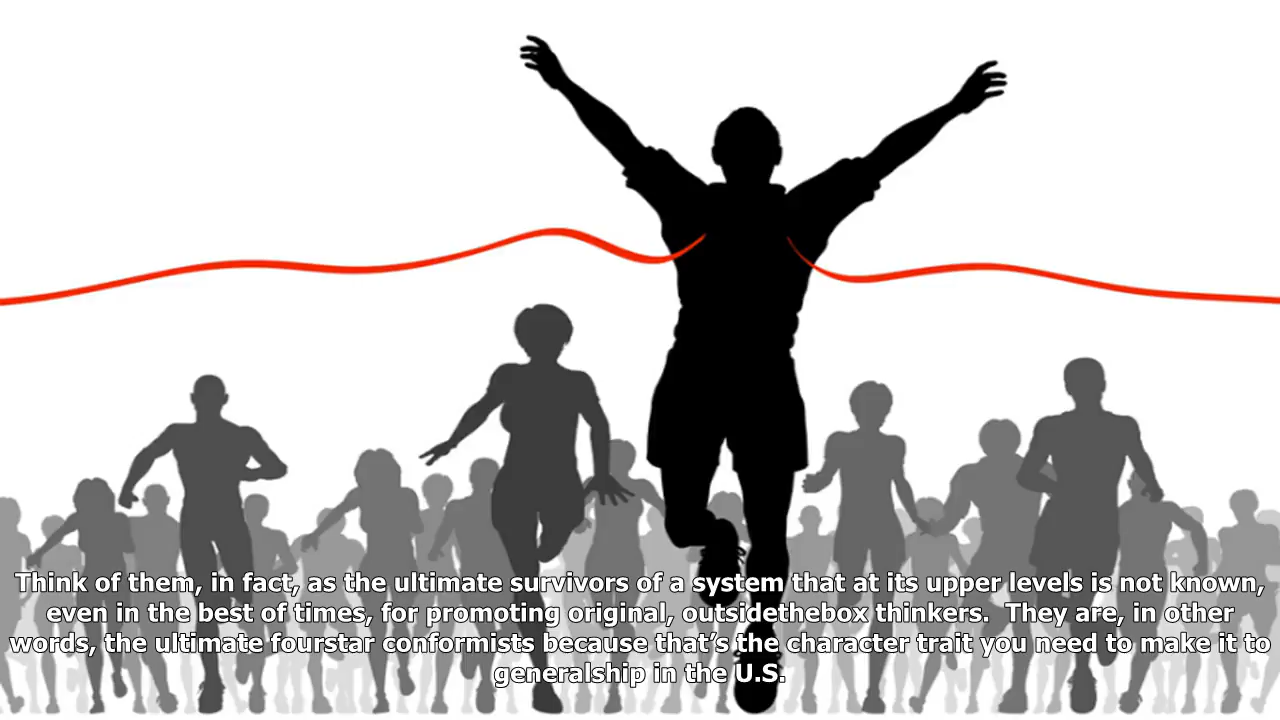 Think of them, in fact, as the ultimate survivors of a system that at its upper levels is not known,
even in the best of times, for promoting original, outsidethebox thinkers.  They are, in other
words, the ultimate fourstar conformists because that’s the character trait you need to make it to
generalship in the U.S.